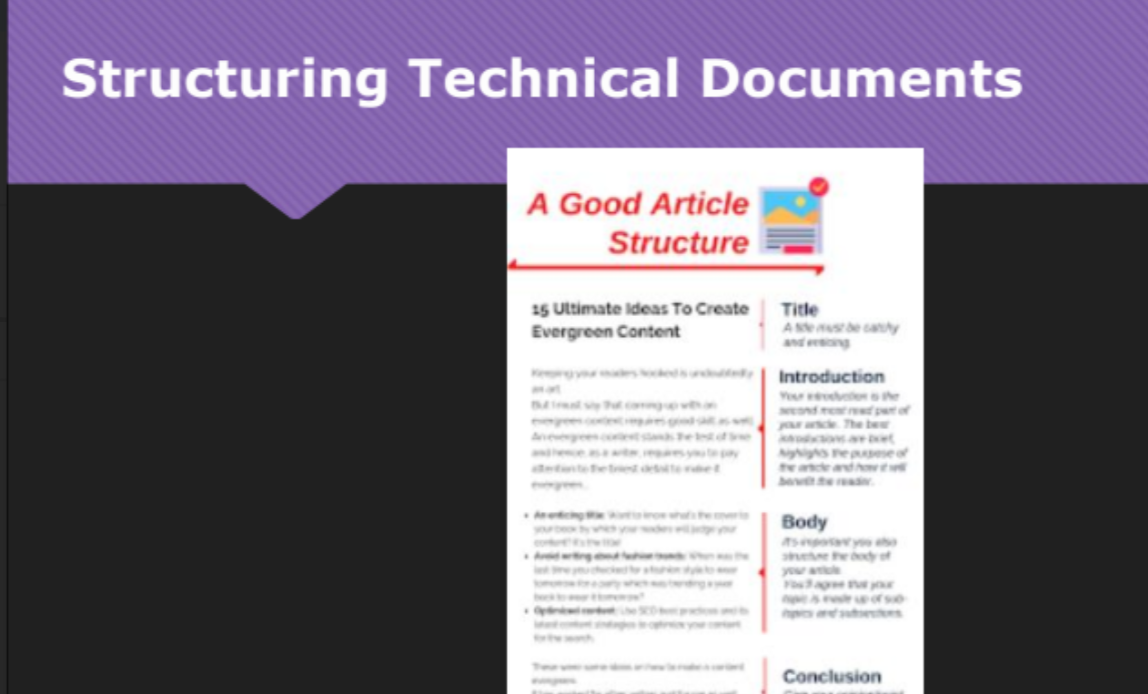 Structuring Technical Documents
A Good Article
Structure
15 Ultimate Ideas To Create
Evergreen Content
Title
A title must be catchy
and enticing.
Keeping your readers hooked is undoubtedly
an art.
But I must say that coming up with an
evergreen content requires good skill as well.
An evergreen content stands the test of time
and hence, as a writer, requires you to pay
attention to the tiniest detail to make it
evergreen.
Introduction
Your introduction is the
second most read part of
your article. The best
introductions are brief,
highlights the purpose of
the article and how it will
benefit the reader.
• An enticing title: Want to know what's the cover to
your book by which your readers will judge your
content? It's the title!
• Avoid writing about fashion trends: When was the
last time you checked for a fashion style to wear
tomorrow for a party which was trending a year
back to wear it tomorrow?
• Optimized content: Use SEO best practices and its
latest content strategies to optimize your content
for the search.
Body
It's important you also
structure the body of
your article.
You'll agree that your
topic is made up of sub-
topics and subsections.
These were some ideas on how to make a content
evergreen.
Conclusion